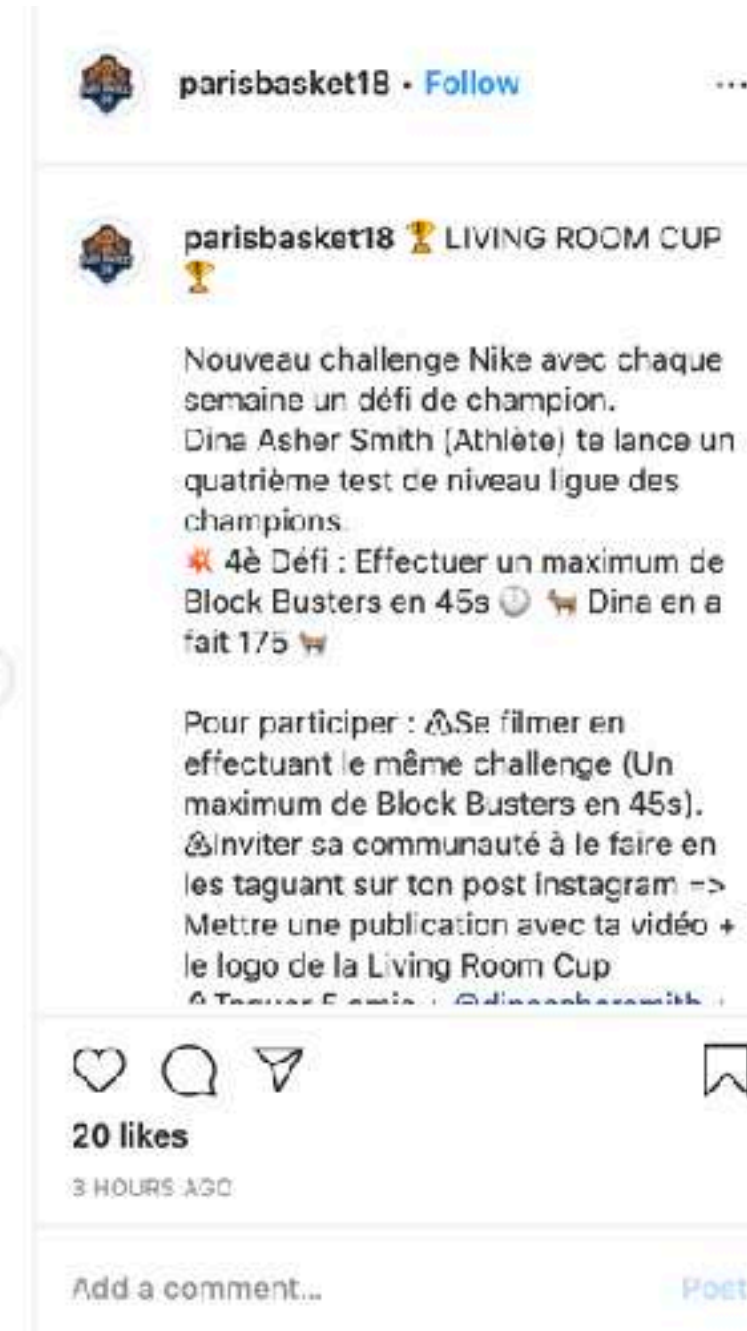 parisbasket18 • Follow
parisbasket18 🏆 LIVING ROOM CUP
🏆
Nouveau challenge Nike avec chaque
semaine un défi de champion.
Dina Asher Smith (Athlète) te lance un
quatrième test de niveau ligue des
champions.
💥 4è Défi : Effectuer un maximum de
Block Busters en 45s ⏱ 🐐 Dina en a
fait 175 🐐
Pour participer : ⚠Se filmer en
effectuant le même challenge (Un
maximum de Block Busters en 45s).
⚠Inviter sa communauté à le faire en
les taguant sur ton post instagram =>
Mettre une publication avec ta vidéo +
le logo de la Living Room Cup
Taguer 5 amis + @dinaashersmith +
20 likes
3 HOURS AGO
Add a comment...
Post